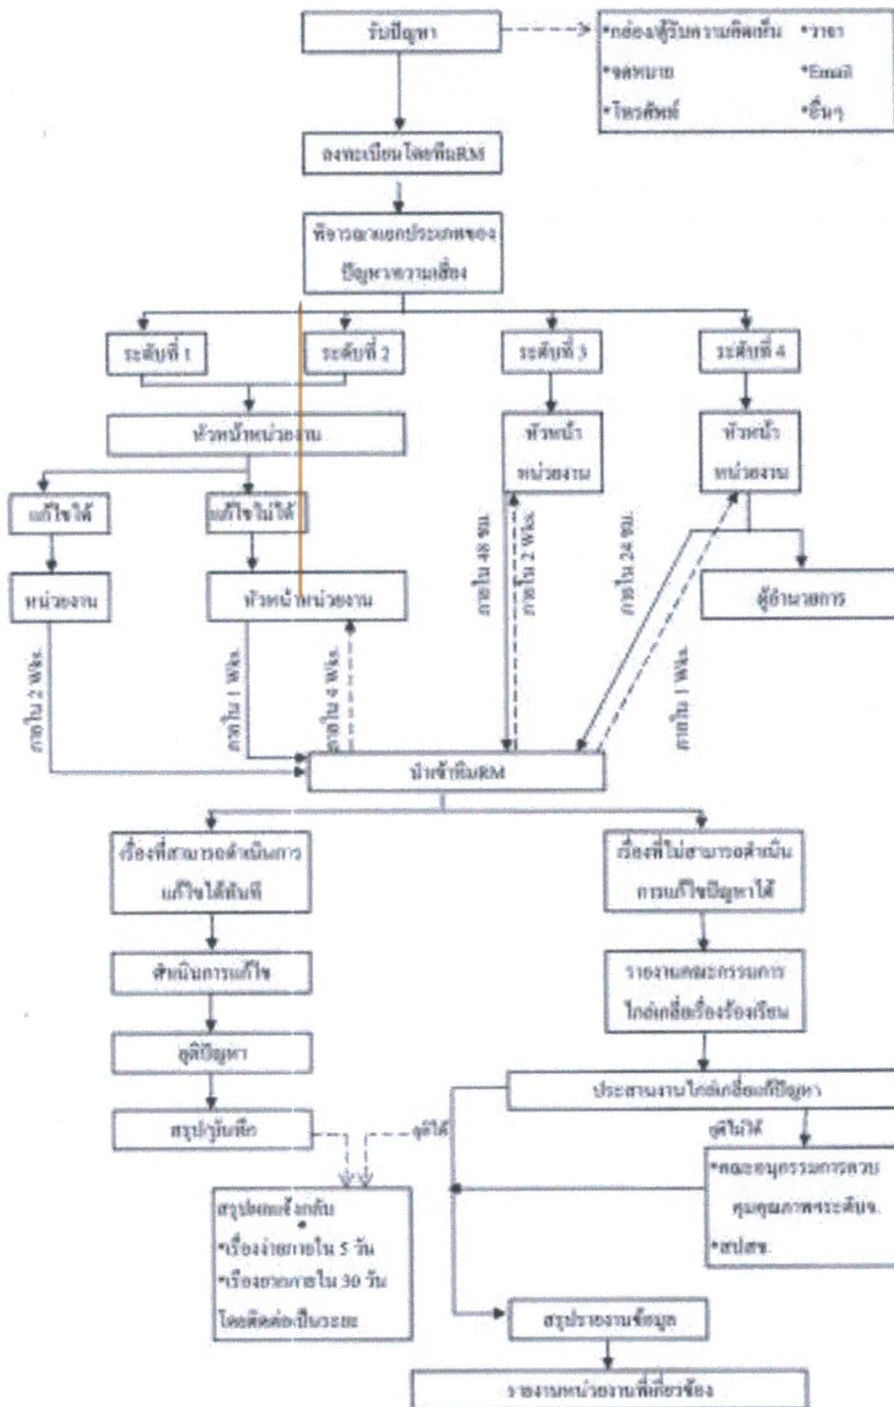 รับปัญหา
*กล่อง/ตู้รับความคิดเห็น *วาจา
*จดหมาย *Email
*โทรศัพท์ *อื่นๆ
ลงทะเบียนโดยทีมRM
พิจารณาแยกประเภทของ
ปัญหา/ความเสี่ยง
ระดับที่ 1
ระดับที่ 2
ระดับที่ 3
ระดับที่ 4
หัวหน้าหน่วยงาน
หัวหน้า
หน่วยงาน
หัวหน้า
หน่วยงาน
แก้ไขได้
แก้ไขไม่ได้
หน่วยงาน
หัวหน้าหน่วยงาน
ผู้อำนวยการ
ภายใน 2 Wks.
ภายใน 1 Wks.
ภายใน 4 Wks.
ภายใน 48 ชม.
ภายใน 2 Wks.
ภายใน 24 ชม.
ภายใน 1 Wks.
นำเข้าทีมRM
เรื่องที่สามารถดำเนินการ
แก้ไขได้ทันที
เรื่องที่ไม่สามารถดำเนิน
การแก้ไขปัญหาได้
ดำเนินการแก้ไข
รายงานคณะกรรมการ
ไกล่เกลี่ยเรื่องร้องเรียน
ยุติปัญหา
ประสานงานไกล่เกลี่ยแก้ปัญหา
สรุป/บันทึก
ยุติได้
ยุติไม่ได้
*คณะอนุกรรมการควบ
คุมคุณภาพฯระดับจ.
*สปสช.
สรุปผลแจ้งกลับ
*เรื่องง่ายภายใน 5 วัน
*เรื่องยากภายใน 30 วัน
โดยติดต่อเป็นระยะ
สรุปรายงานข้อมูล
รายงานหน่วยงานที่เกี่ยวข้อง